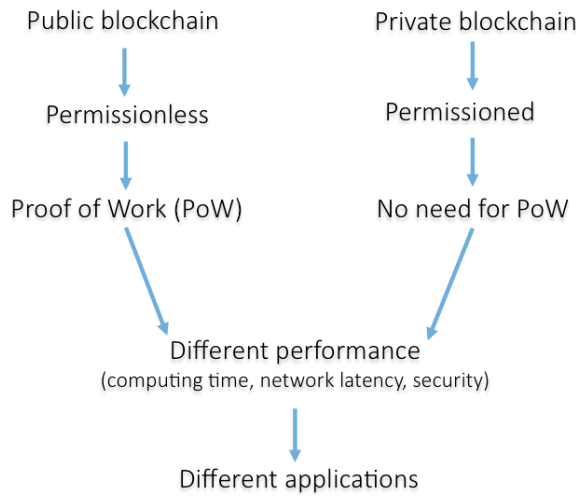 Public blockchain
Private blockchain
Permissionless
Permissioned
Proof of Work (PoW)
No need for PoW
Different performance
(computing time, network latency, security)
Different applications